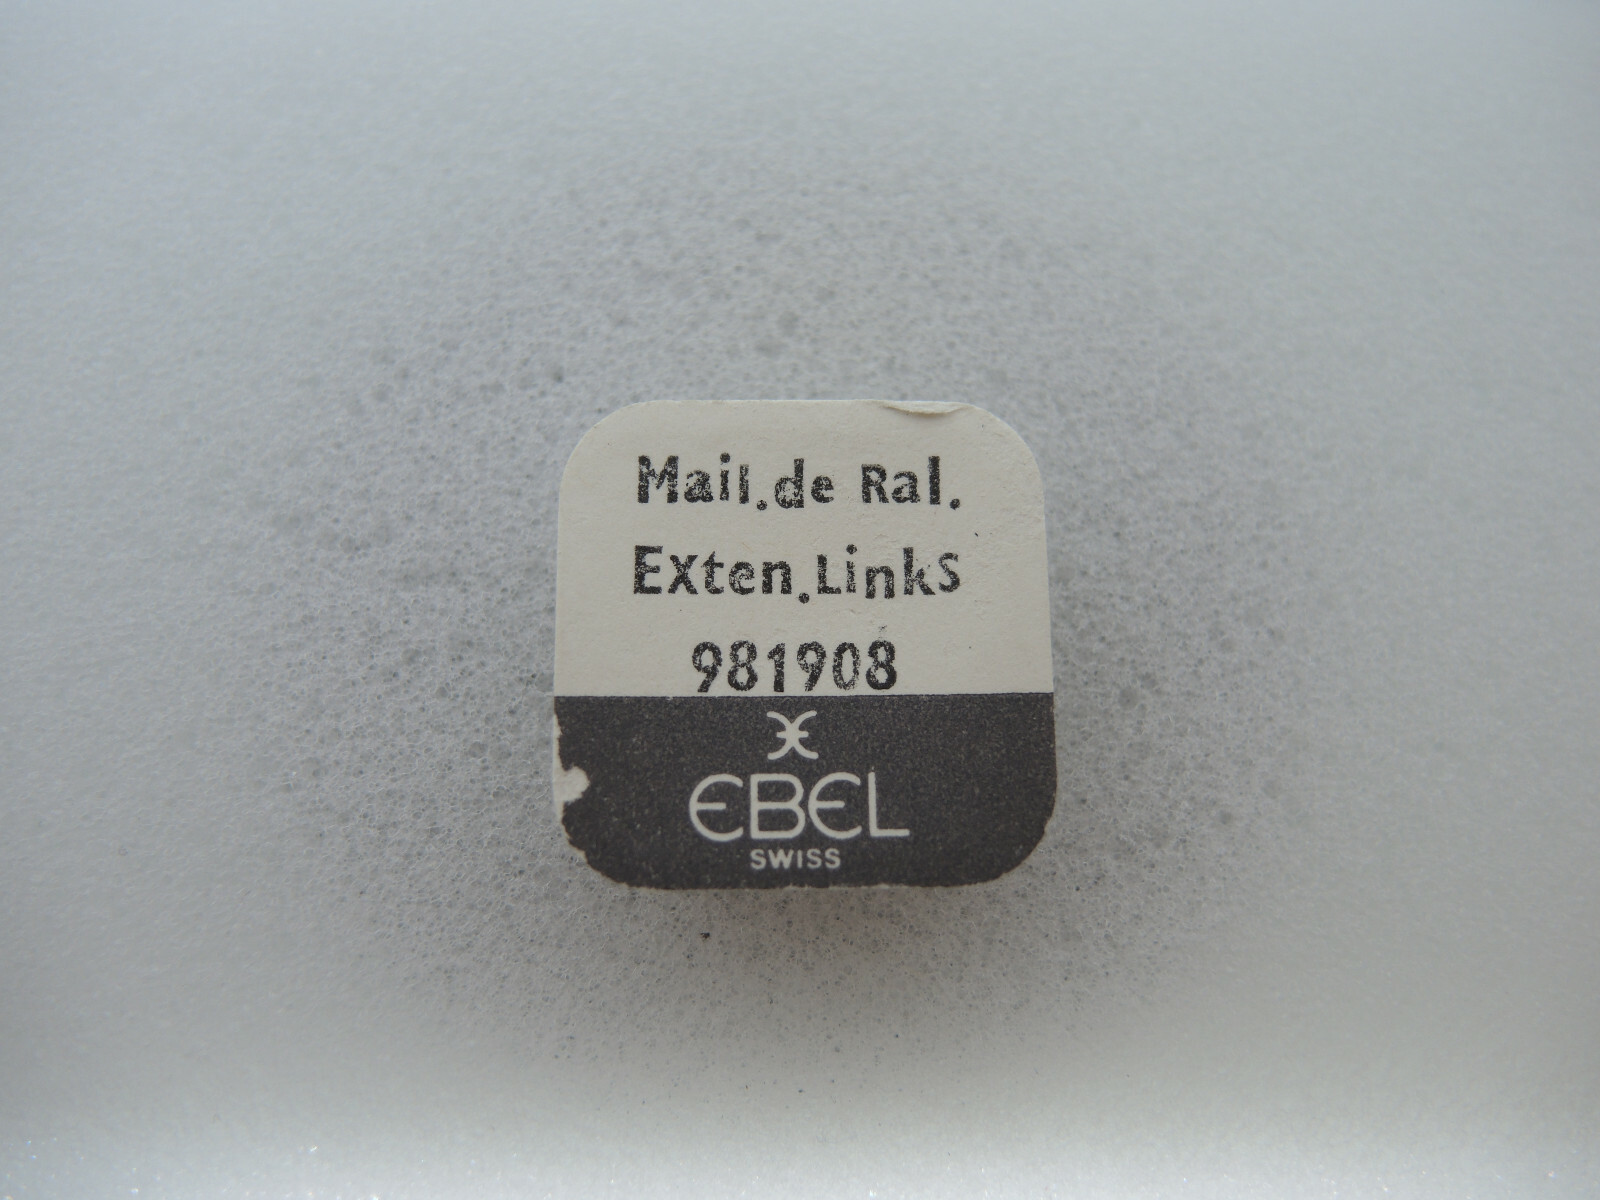 Mail.de Ral.
Exten.Links
981908
EBEL
SWISS